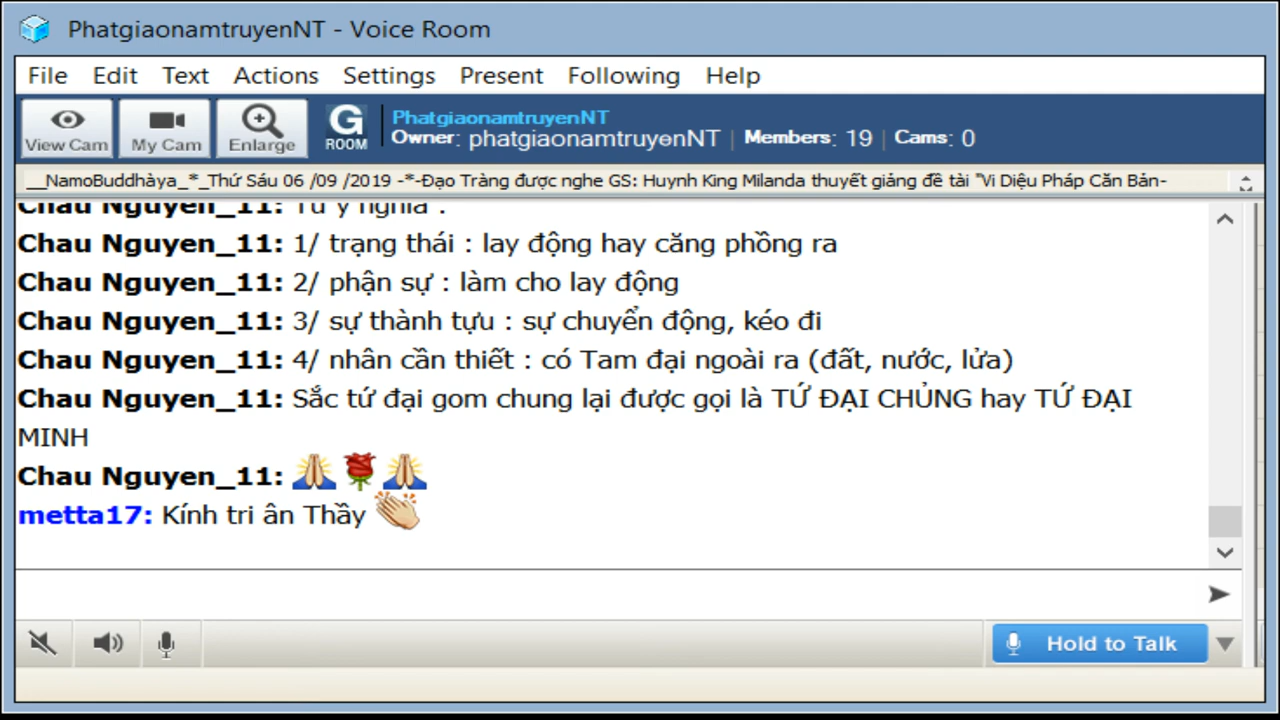 PhatgiaonamtruyenNT - Voice Room
File Edit Text Actions Settings Present Following Help
View Cam My Cam Enlarge G ROOM
PhatgiaonamtruyenNT
Owner: phatgiaonamtruyenNT | Members: 19 | Cams: 0
__NamoBuddhàya_*_Thứ Sáu 06 /09 /2019 -*-Đạo Tràng được nghe GS: Huynh King Milanda thuyết giảng đề tài "Vi Diệu Pháp Căn Bản-
Chau Nguyen_11: Tứ ý nghĩa :
Chau Nguyen_11: 1/ trạng thái : lay động hay căng phồng ra
Chau Nguyen_11: 2/ phận sự : làm cho lay động
Chau Nguyen_11: 3/ sự thành tựu : sự chuyển động, kéo đi
Chau Nguyen_11: 4/ nhân cần thiết : có Tam đại ngoài ra (đất, nước, lửa)
Chau Nguyen_11: Sắc tứ đại gom chung lại được gọi là TỨ ĐẠI CHỦNG hay TỨ ĐẠI
MINH
Chau Nguyen_11: 🙏🌹🙏
metta17: Kính tri ân Thầy 👏
Hold to Talk